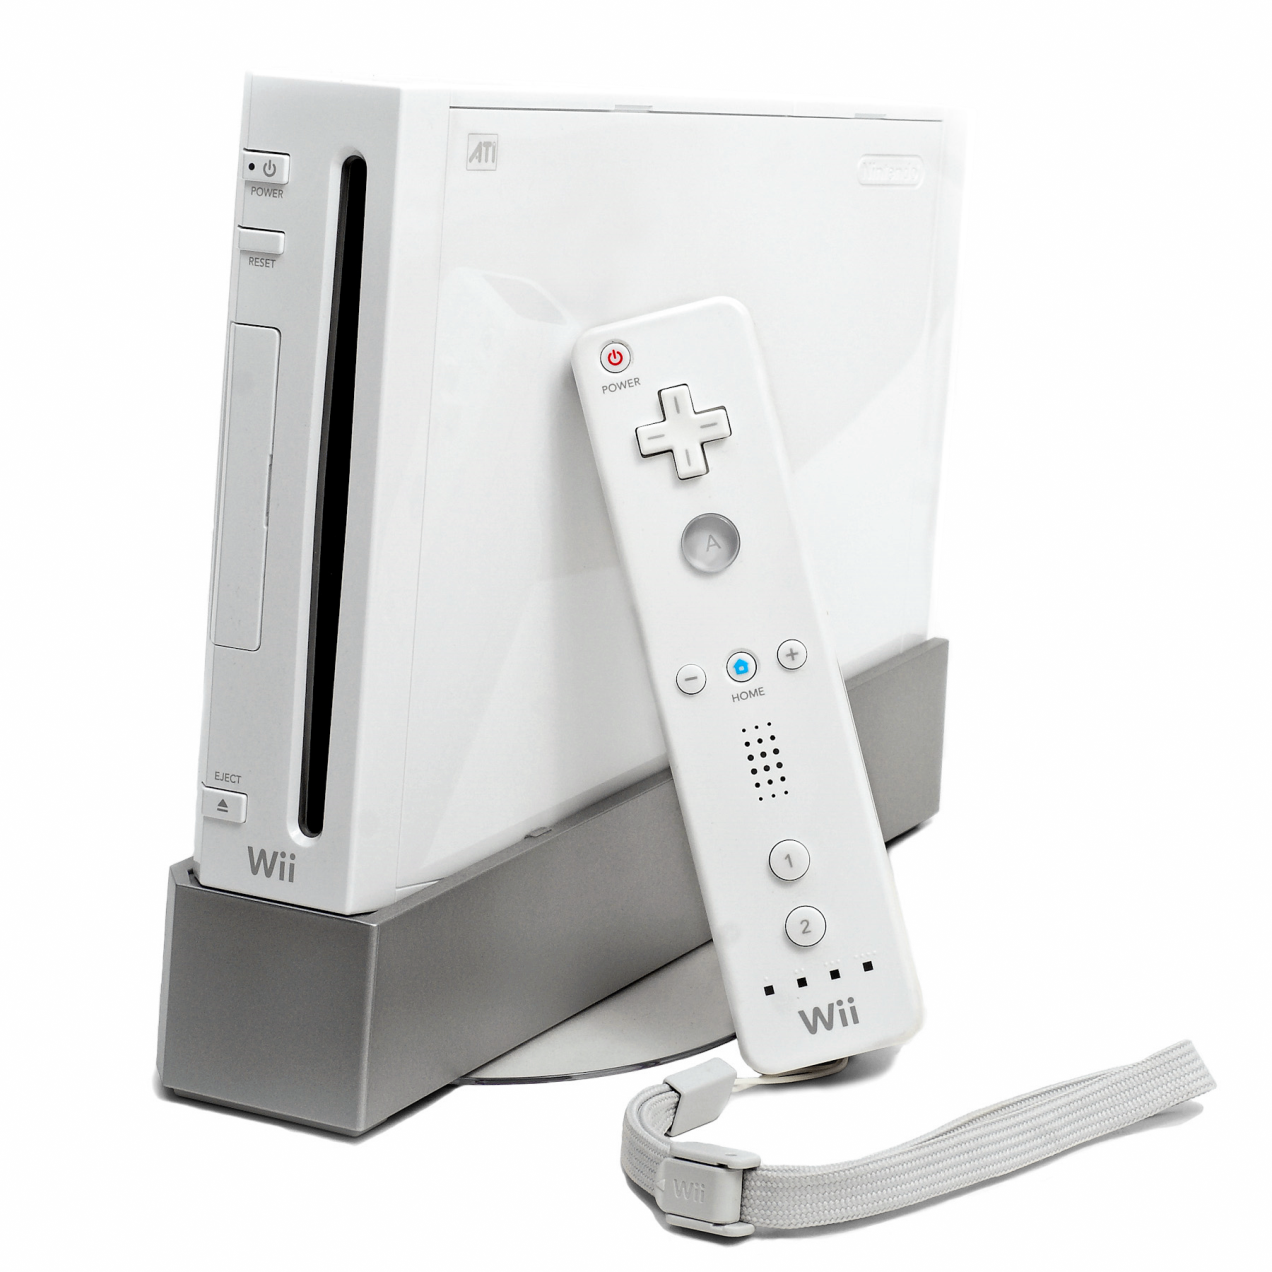 ATi
Nintendo
POWER
RESET
EJECT
Wii
POWER
A
HOME
1
2
Wii
Wii